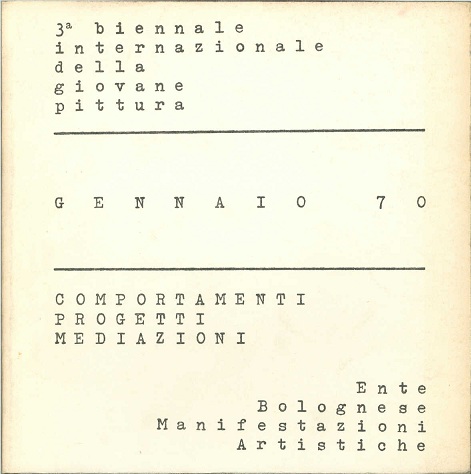 3ª biennale
internazionale
della
giovane
pittura
GENNAIO 70
COMPORTAMENTI
PROGETTI
MEDIAZIONI
Ente
Bolognese
Manifestazioni
Artistiche